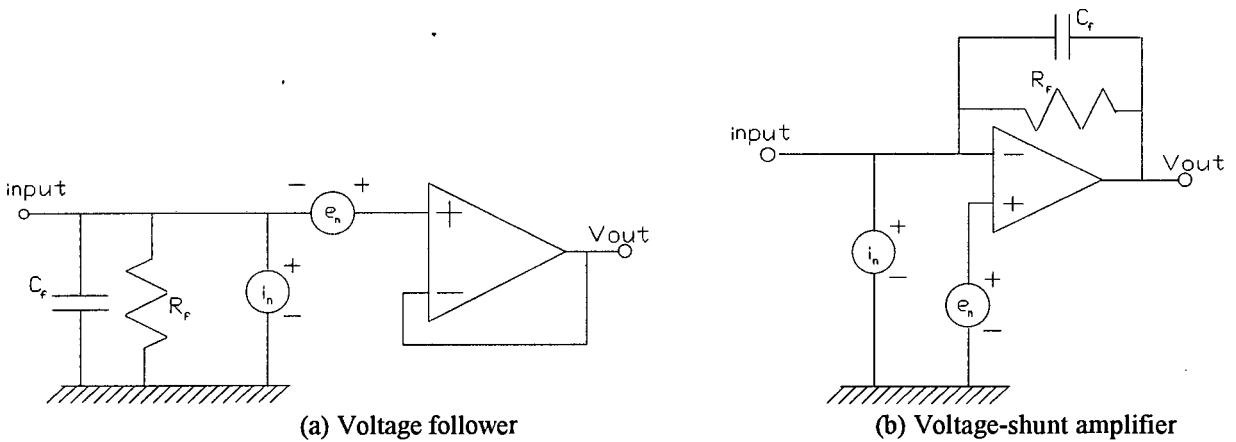 input
C_f
R_f
i_n
+
−
−
+
e_n
+
−
Vout
(a) Voltage follower
C_f
R_f
input
−
+
Vout
i_n
+
−
e_n
+
−
(b) Voltage-shunt amplifier